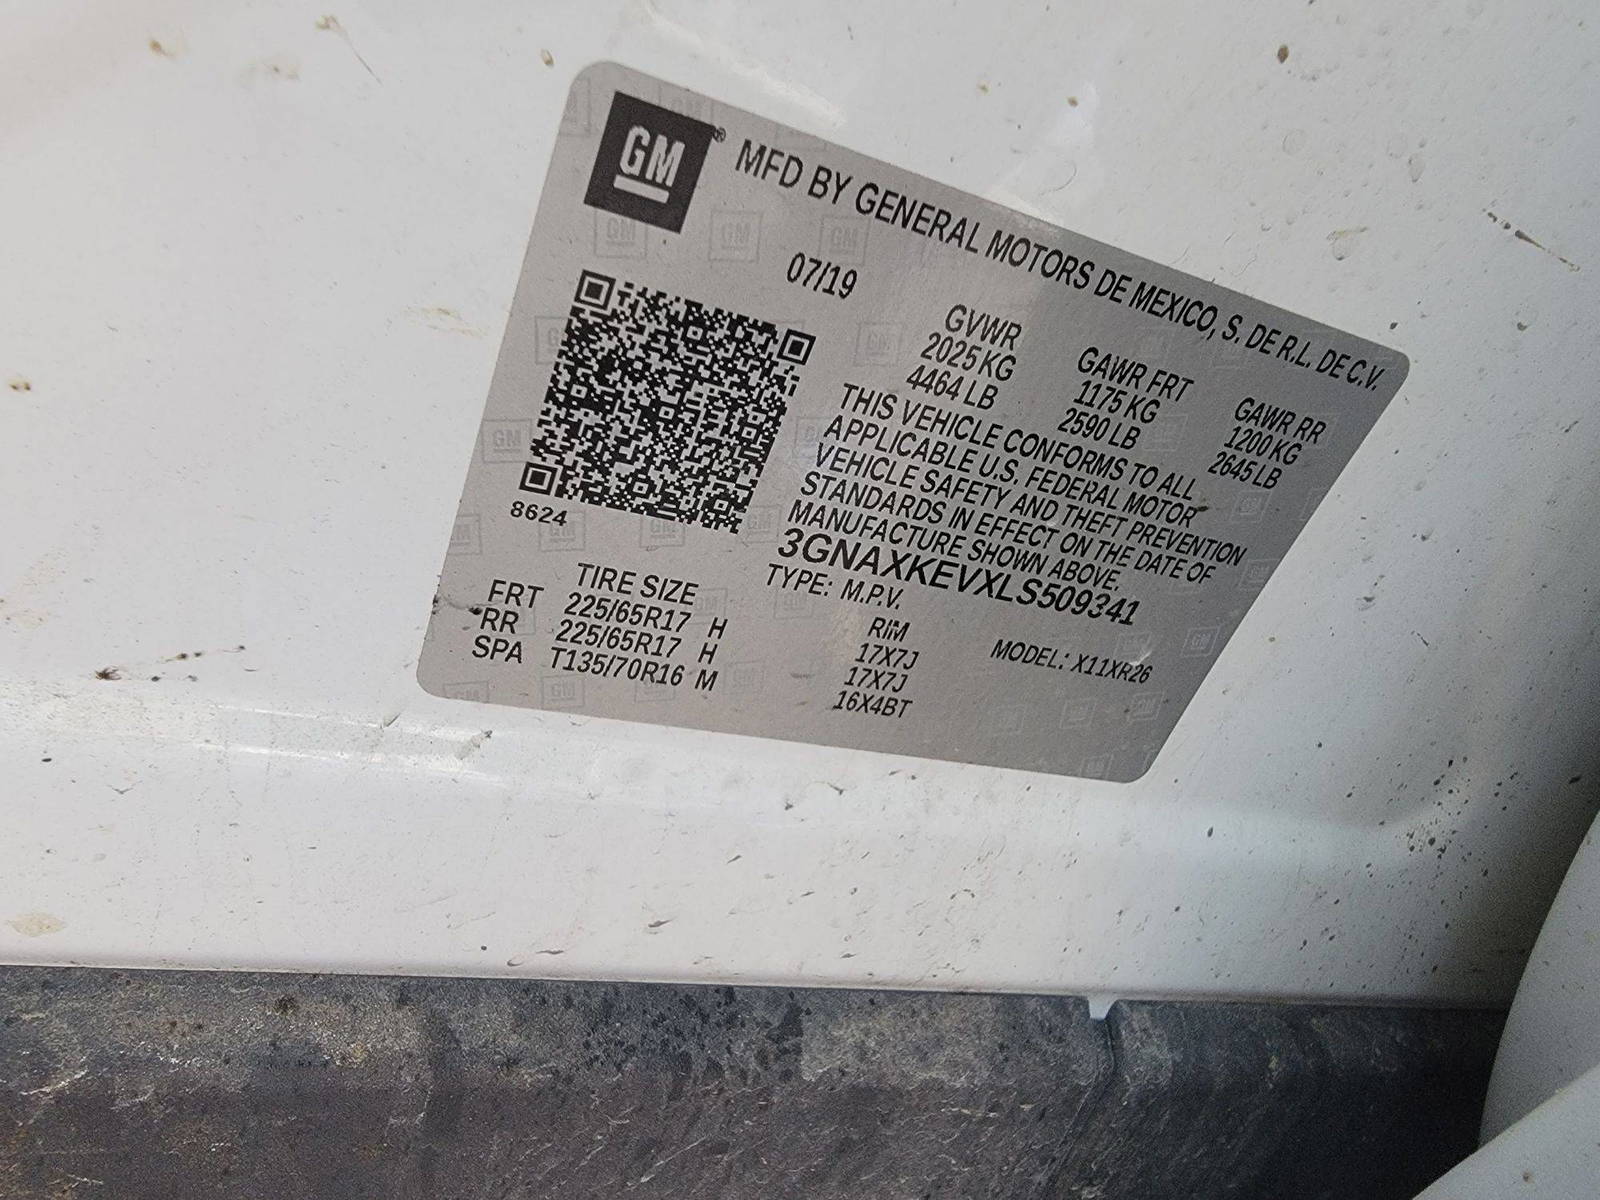 GM® MFD BY GENERAL MOTORS DE MEXICO, S. DE R.L. DE C.V.
07/19
GVWR GAWR FRT GAWR RR
2025 KG 1175 KG 1200 KG
4464 LB 2590 LB 2645 LB
THIS VEHICLE CONFORMS TO ALL
APPLICABLE U.S. FEDERAL MOTOR
VEHICLE SAFETY AND THEFT PREVENTION
STANDARDS IN EFFECT ON THE DATE OF
MANUFACTURE SHOWN ABOVE.
3GNAXKEVXLS509341
8624
TYPE: M.P.V. MODEL: X11XR26
TIRE SIZE RIM
FRT 225/65R17 H 17X7J
RR 225/65R17 H 17X7J
SPA T135/70R16 M 16X4BT